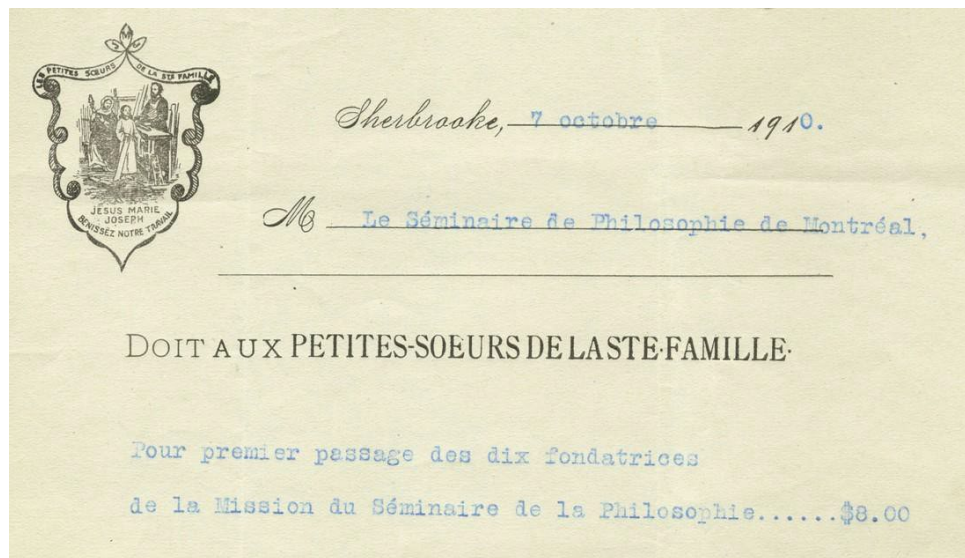 LES PETITES SŒURS DE LA STE FAMILLE
JESUS MARIE
JOSEPH
BENISSEZ NOTRE TRAVAIL
Sherbrooke, 7 octobre 1910.
M Le Séminaire de Philosophie de Montréal,
DOIT AUX PETITES-SOEURS DE LA STE-FAMILLE.
Pour premier passage des dix fondatrices
de la Mission du Séminaire de la Philosophie......$8.00